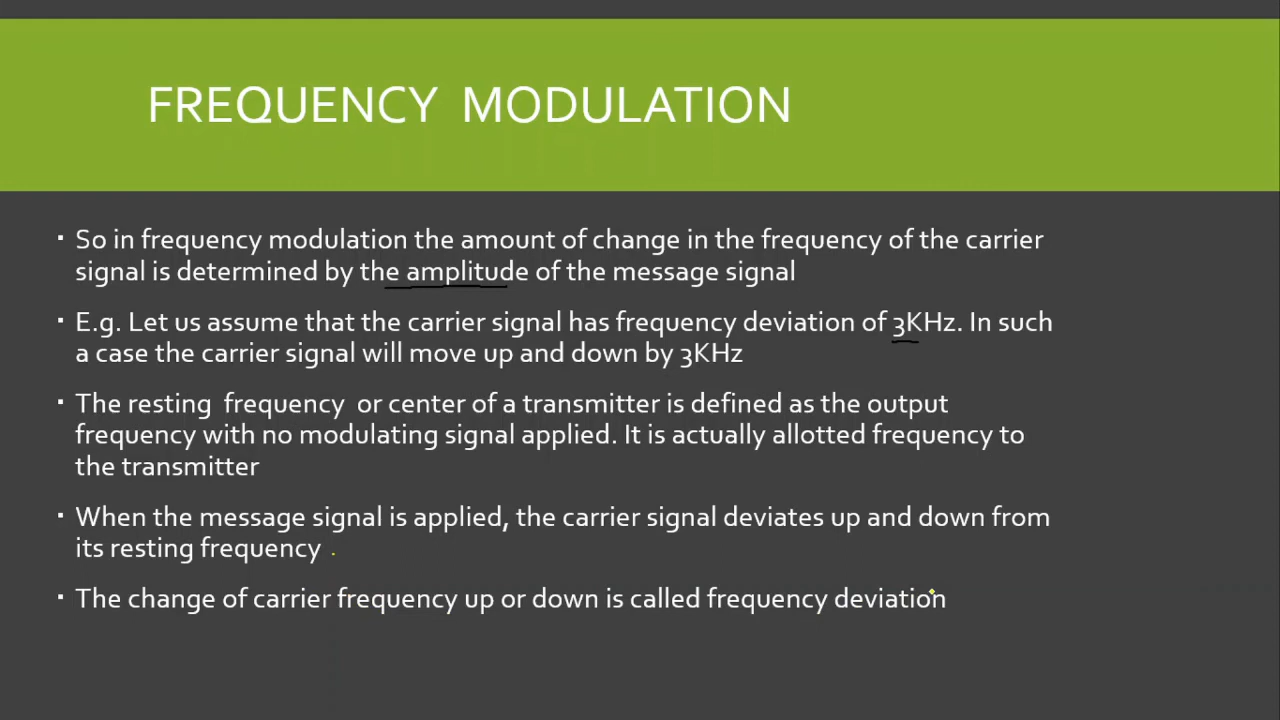 FREQUENCY MODULATION
▪ So in frequency modulation the amount of change in the frequency of the carrier
signal is determined by the amplitude of the message signal
▪ E.g. Let us assume that the carrier signal has frequency deviation of 3KHz. In such
a case the carrier signal will move up and down by 3KHz
▪ The resting frequency or center of a transmitter is defined as the output
frequency with no modulating signal applied. It is actually allotted frequency to
the transmitter
▪ When the message signal is applied, the carrier signal deviates up and down from
its resting frequency
▪ The change of carrier frequency up or down is called frequency deviation